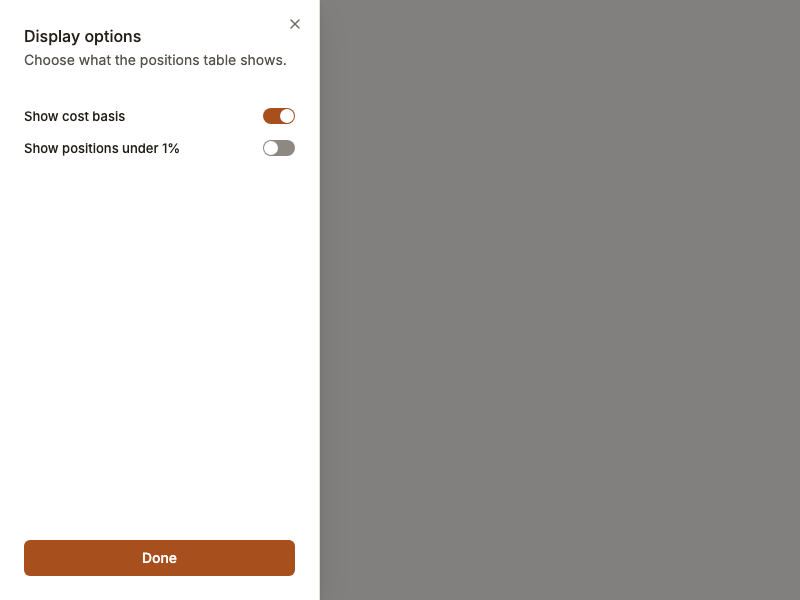 Display options
Choose what the positions table shows.
Show cost basis
Show positions under 1%
Done